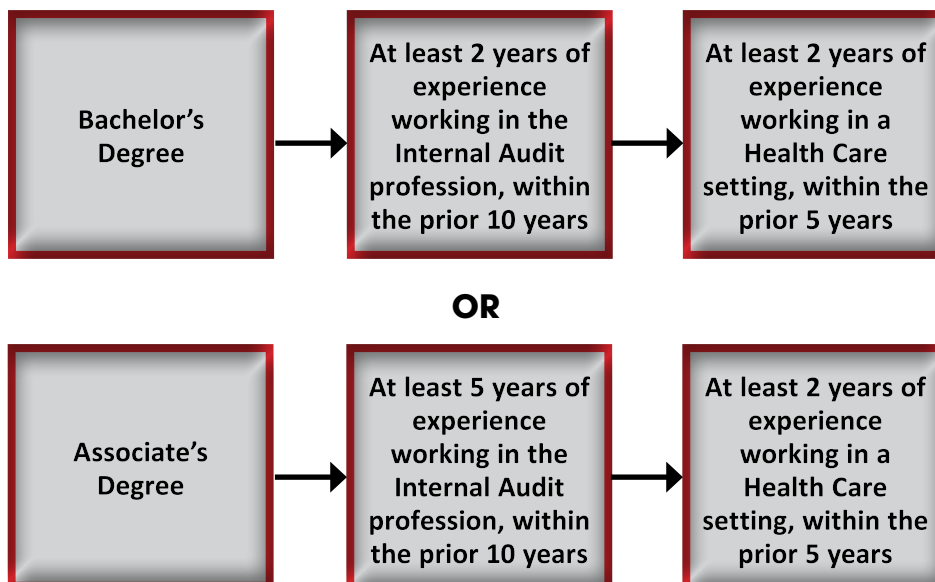 Bachelor’s
Degree
At least 2 years of
experience
working in the
Internal Audit
profession, within
the prior 10 years
At least 2 years of
experience
working in a
Health Care
setting, within the
prior 5 years
OR
Associate’s
Degree
At least 5 years of
experience
working in the
Internal Audit
profession, within
the prior 10 years
At least 2 years of
experience
working in a
Health Care
setting, within the
prior 5 years